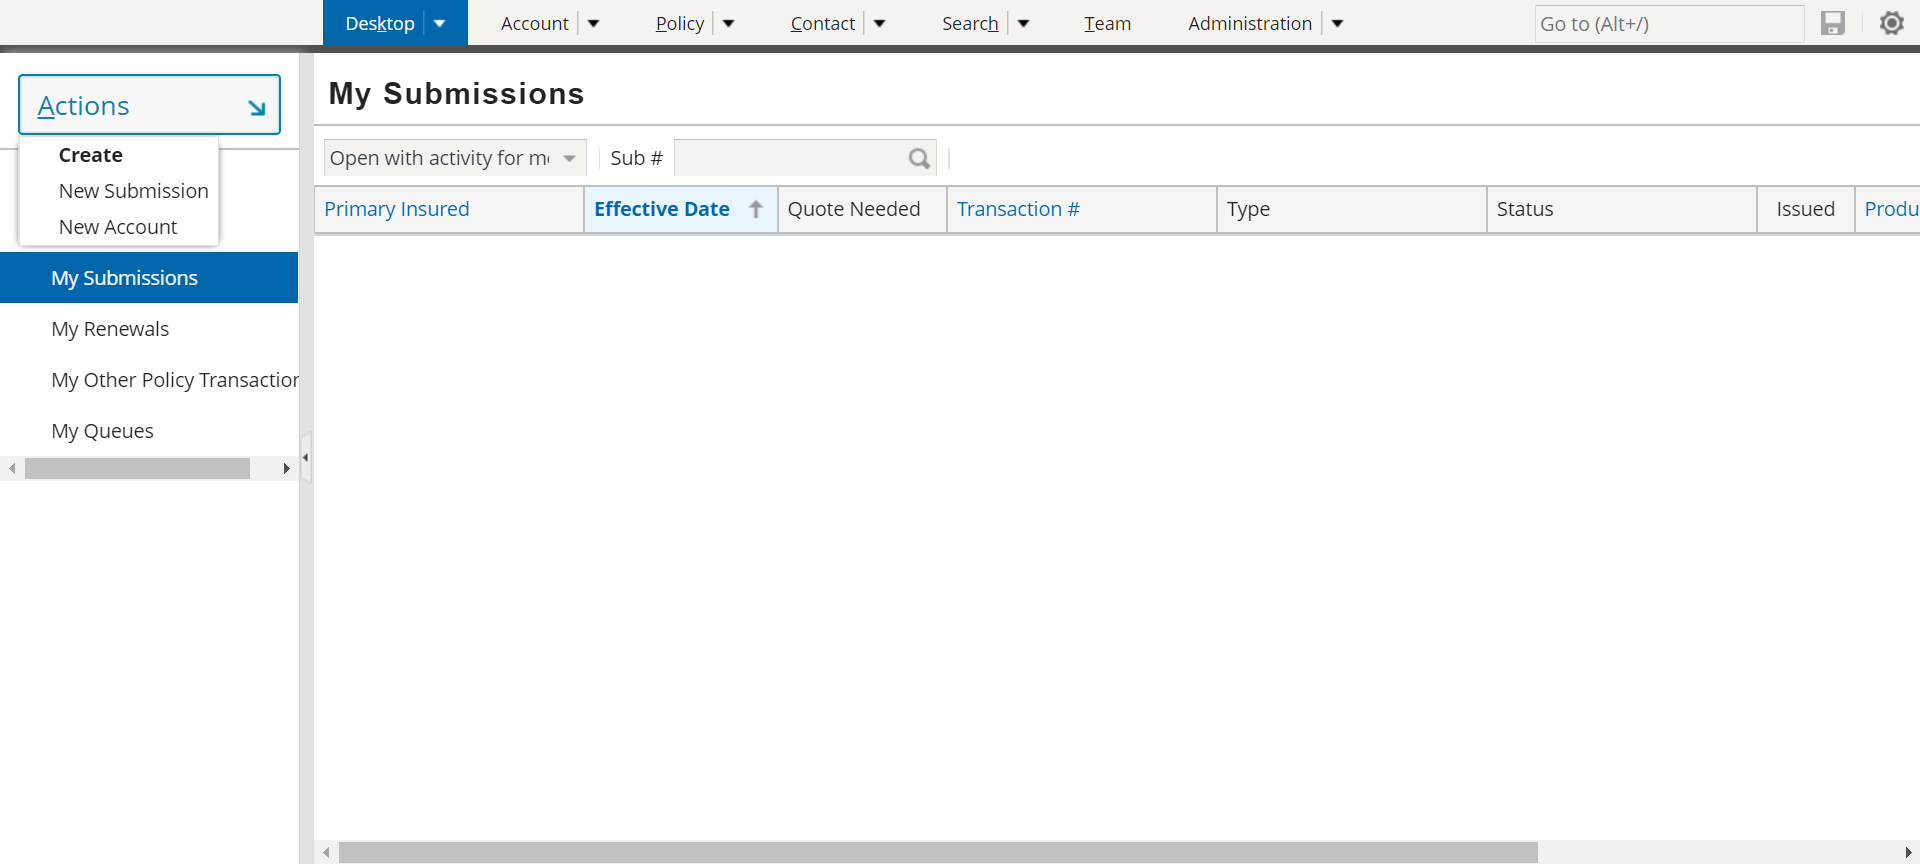 Desktop Account Policy Contact Search Team Administration Go to (Alt+/)
Actions
Create
New Submission
New Account
My Submissions
My Renewals
My Other Policy Transaction
My Queues
My Submissions
Open with activity for m Sub #
Primary Insured Effective Date Quote Needed Transaction # Type Status Issued Produ